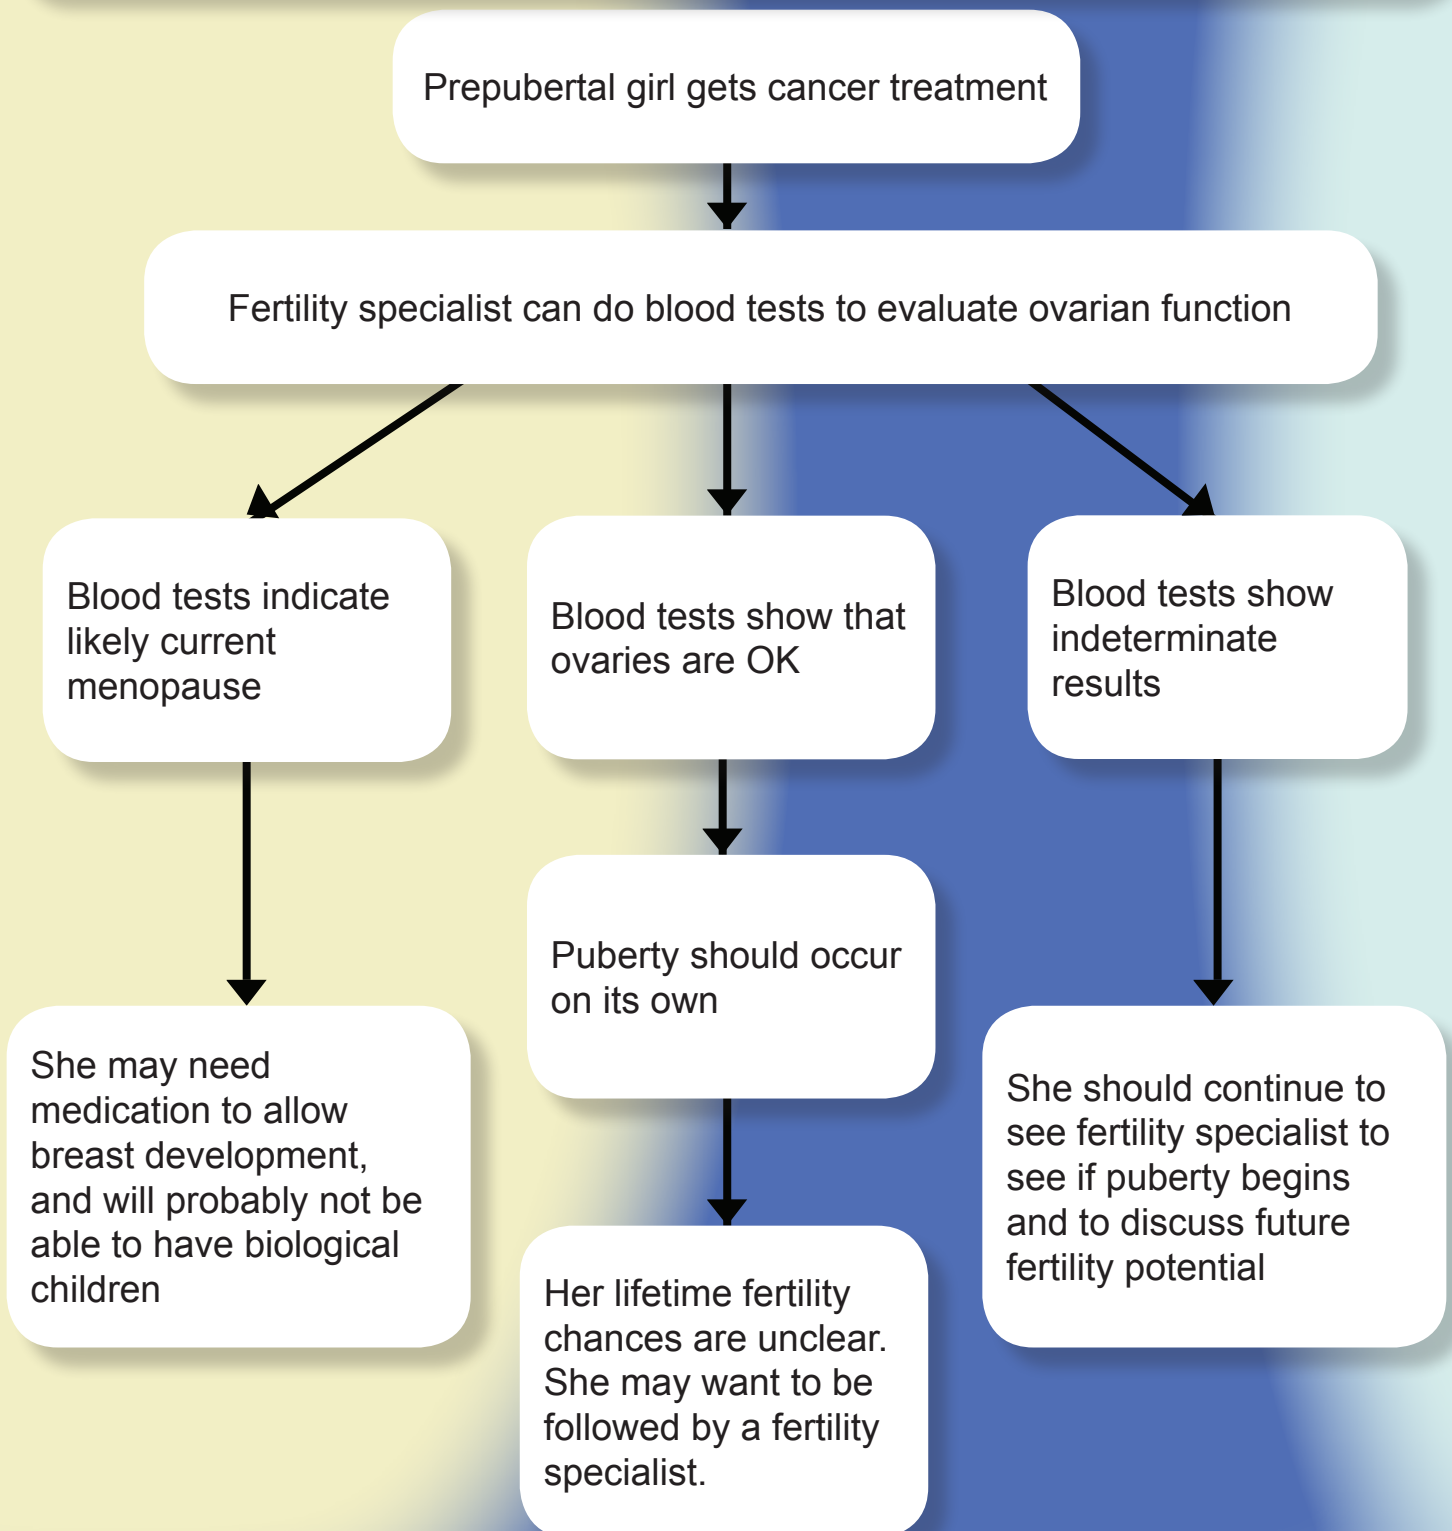 Prepubertal girl gets cancer treatment
Fertility specialist can do blood tests to evaluate ovarian function
Blood tests indicate
likely current
menopause
Blood tests show that
ovaries are OK
Blood tests show
indeterminate
results
Puberty should occur
on its own
She may need
medication to allow
breast development,
and will probably not be
able to have biological
children
She should continue to
see fertility specialist to
see if puberty begins
and to discuss future
fertility potential
Her lifetime fertility
chances are unclear.
She may want to be
followed by a fertility
specialist.